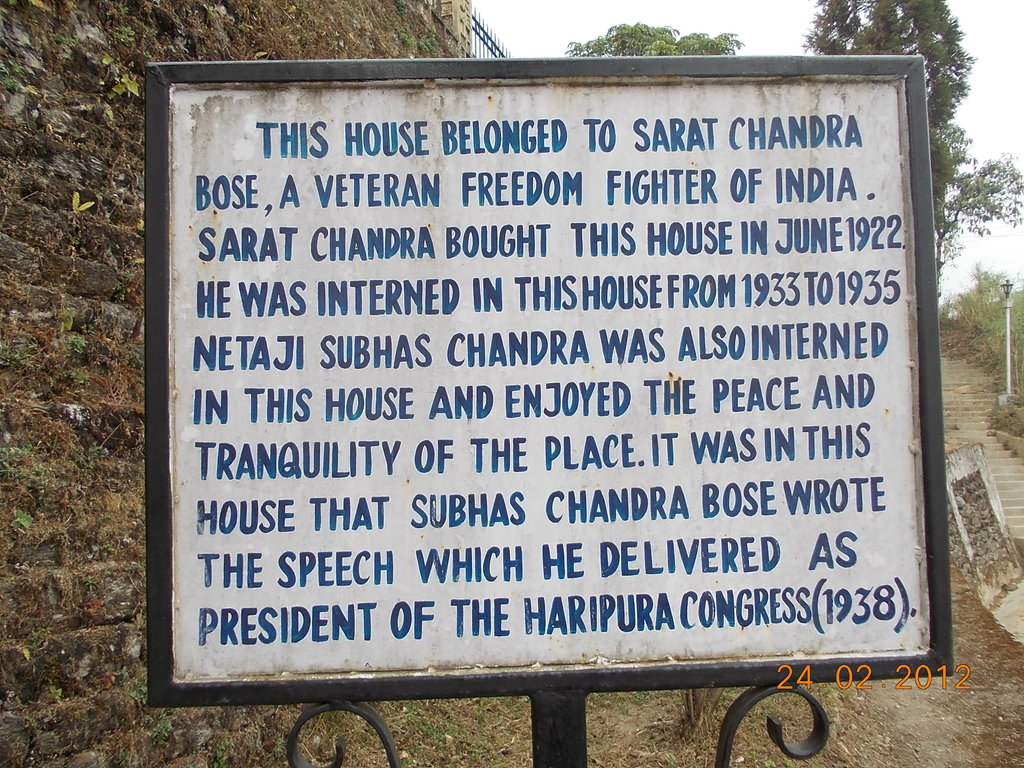 THIS HOUSE BELONGED TO SARAT CHANDRA
BOSE, A VETERAN FREEDOM FIGHTER OF INDIA.
SARAT CHANDRA BOUGHT THIS HOUSE IN JUNE 1922.
HE WAS INTERNED IN THIS HOUSE FROM 1933 TO 1935
NETAJI SUBHAS CHANDRA WAS ALSO INTERNED
IN THIS HOUSE AND ENJOYED THE PEACE AND
TRANQUILITY OF THE PLACE. IT WAS IN THIS
HOUSE THAT SUBHAS CHANDRA BOSE WROTE
THE SPEECH WHICH HE DELIVERED AS
PRESIDENT OF THE HARIPURA CONGRESS (1938).
24 02 2012